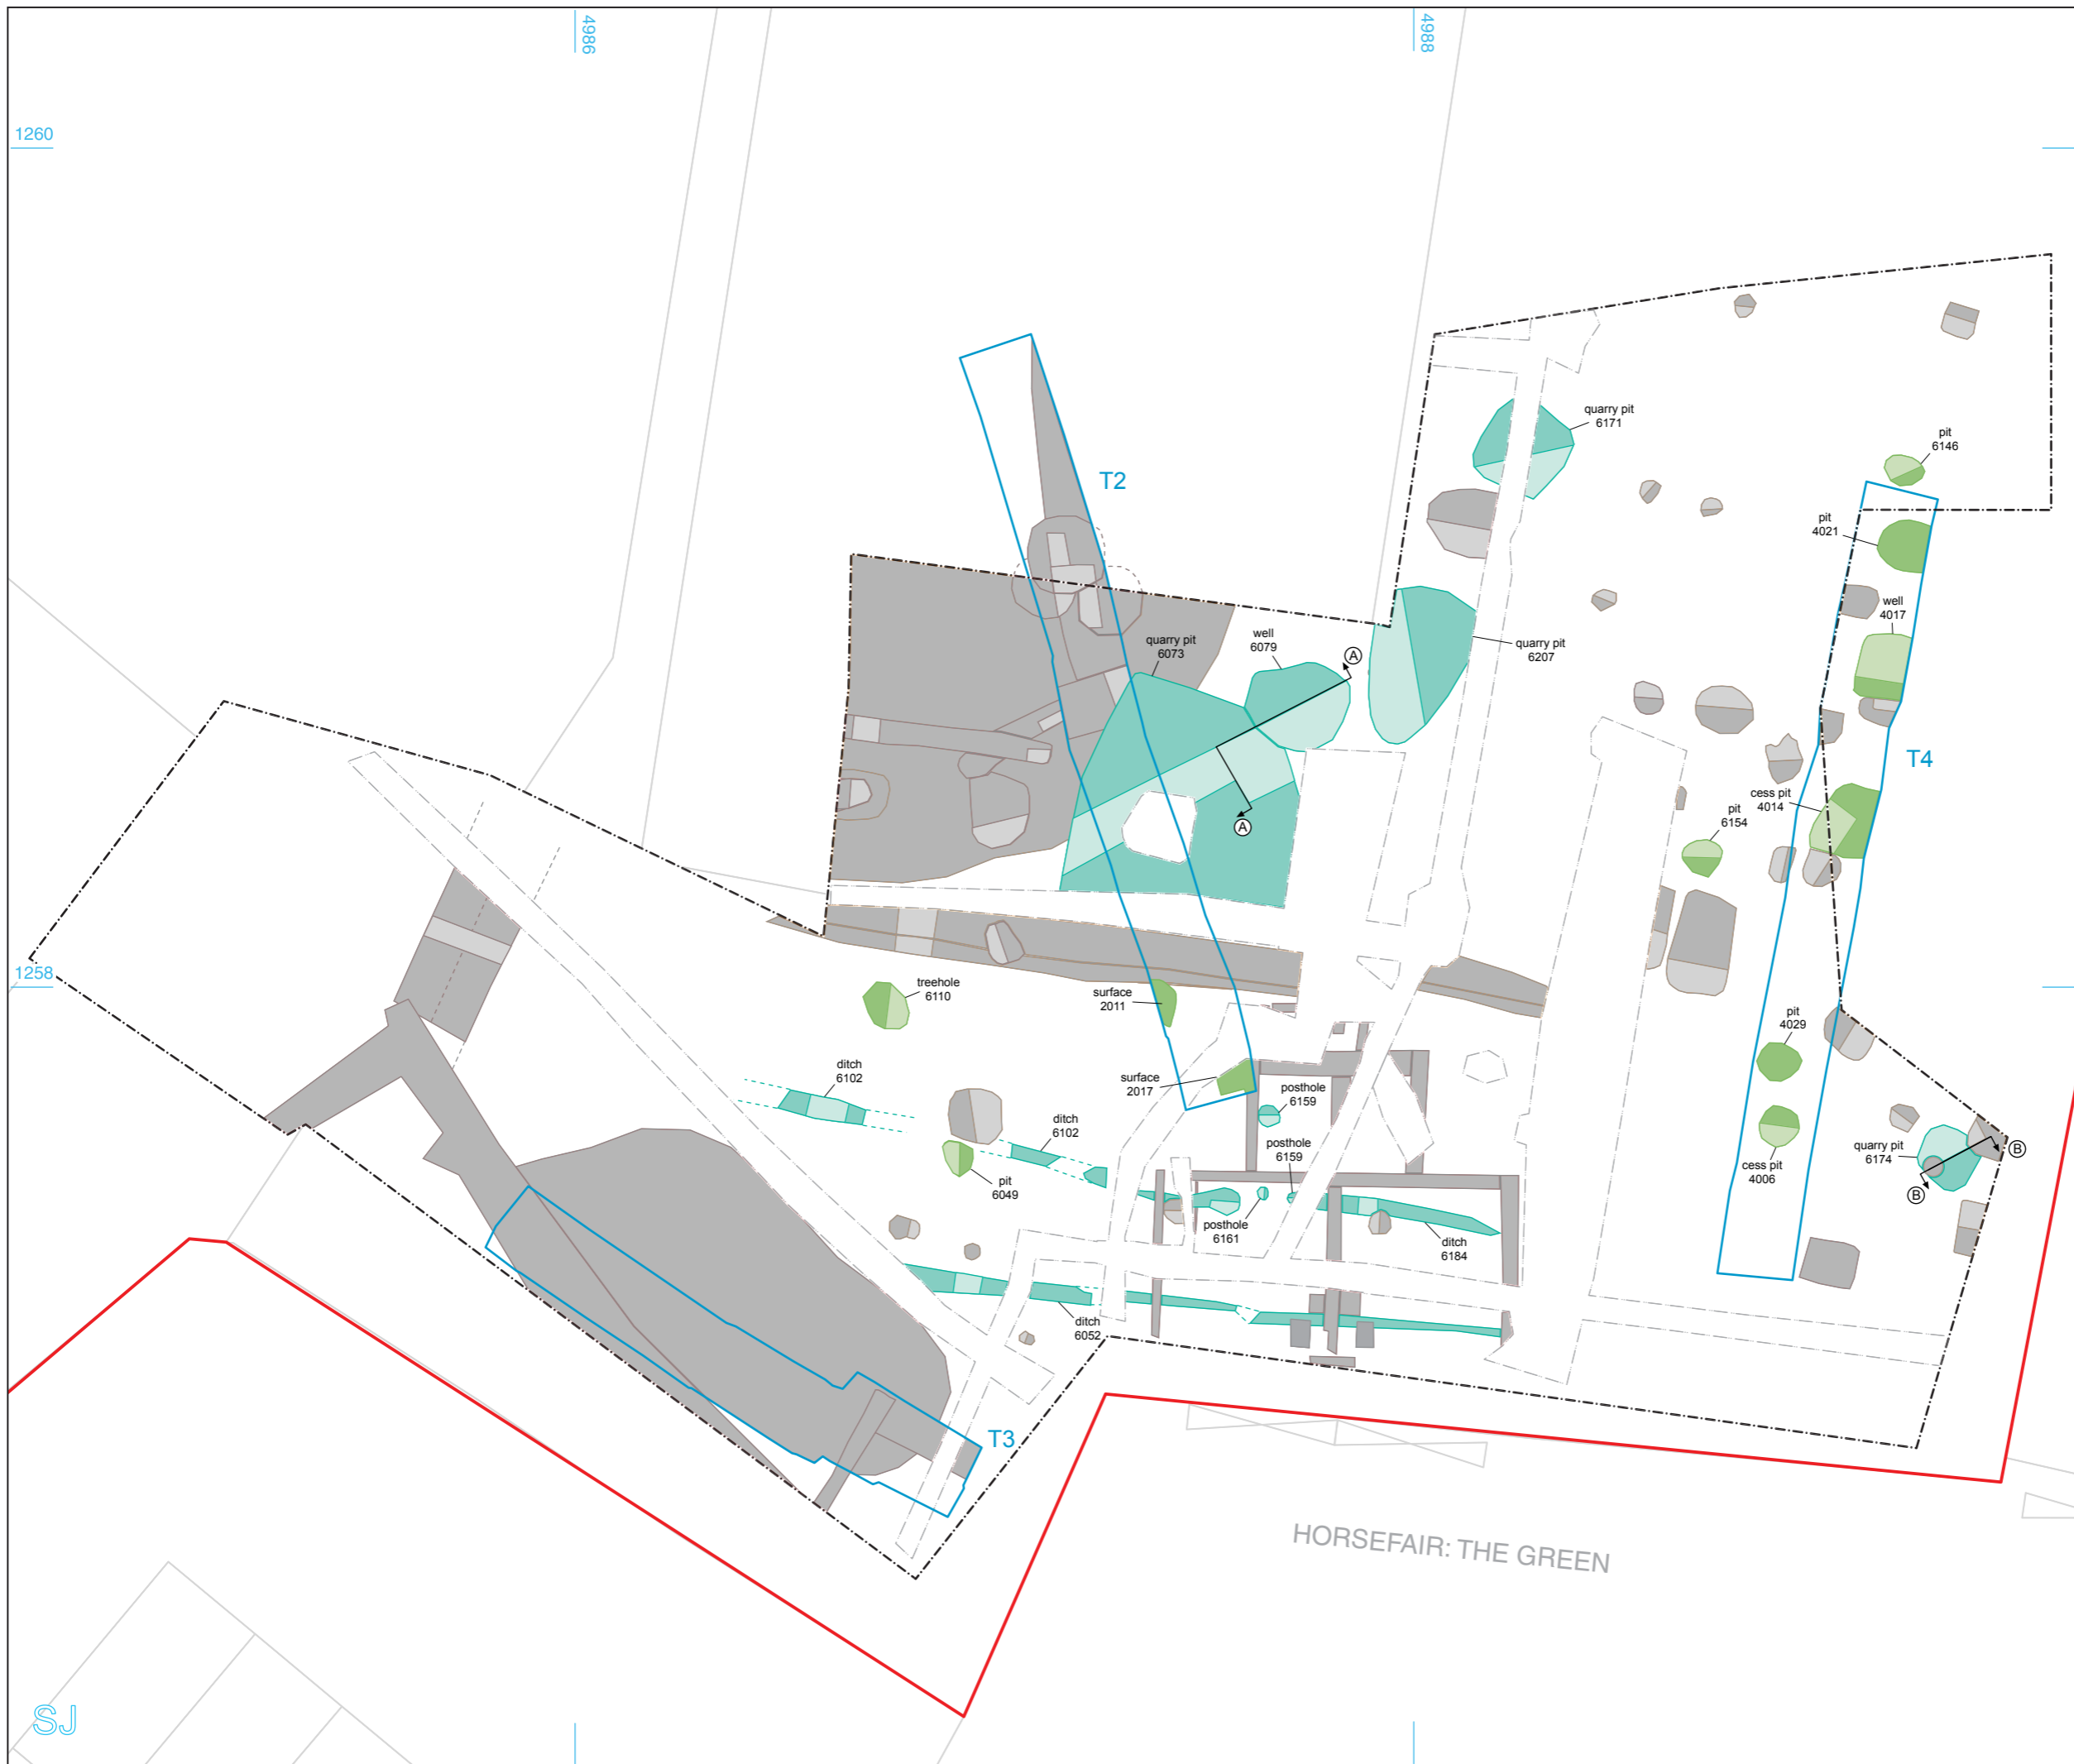 4986
4988
1260
quarry pit
6171
pit
6146
T2
pit
4021
well
4017
quarry pit
6073
well
6079
A
quarry pit
6207
T4
cess pit
4014
pit
6154
A
1258
treehole
6110
surface
2011
pit
4029
ditch
6102
surface
2017
posthole
6159
ditch
6102
posthole
6159
quarry pit
6174
B
cess pit
4006
pit
6049
B
posthole
6161
ditch
6184
ditch
6052
T3
HORSEFAIR: THE GREEN
SJ